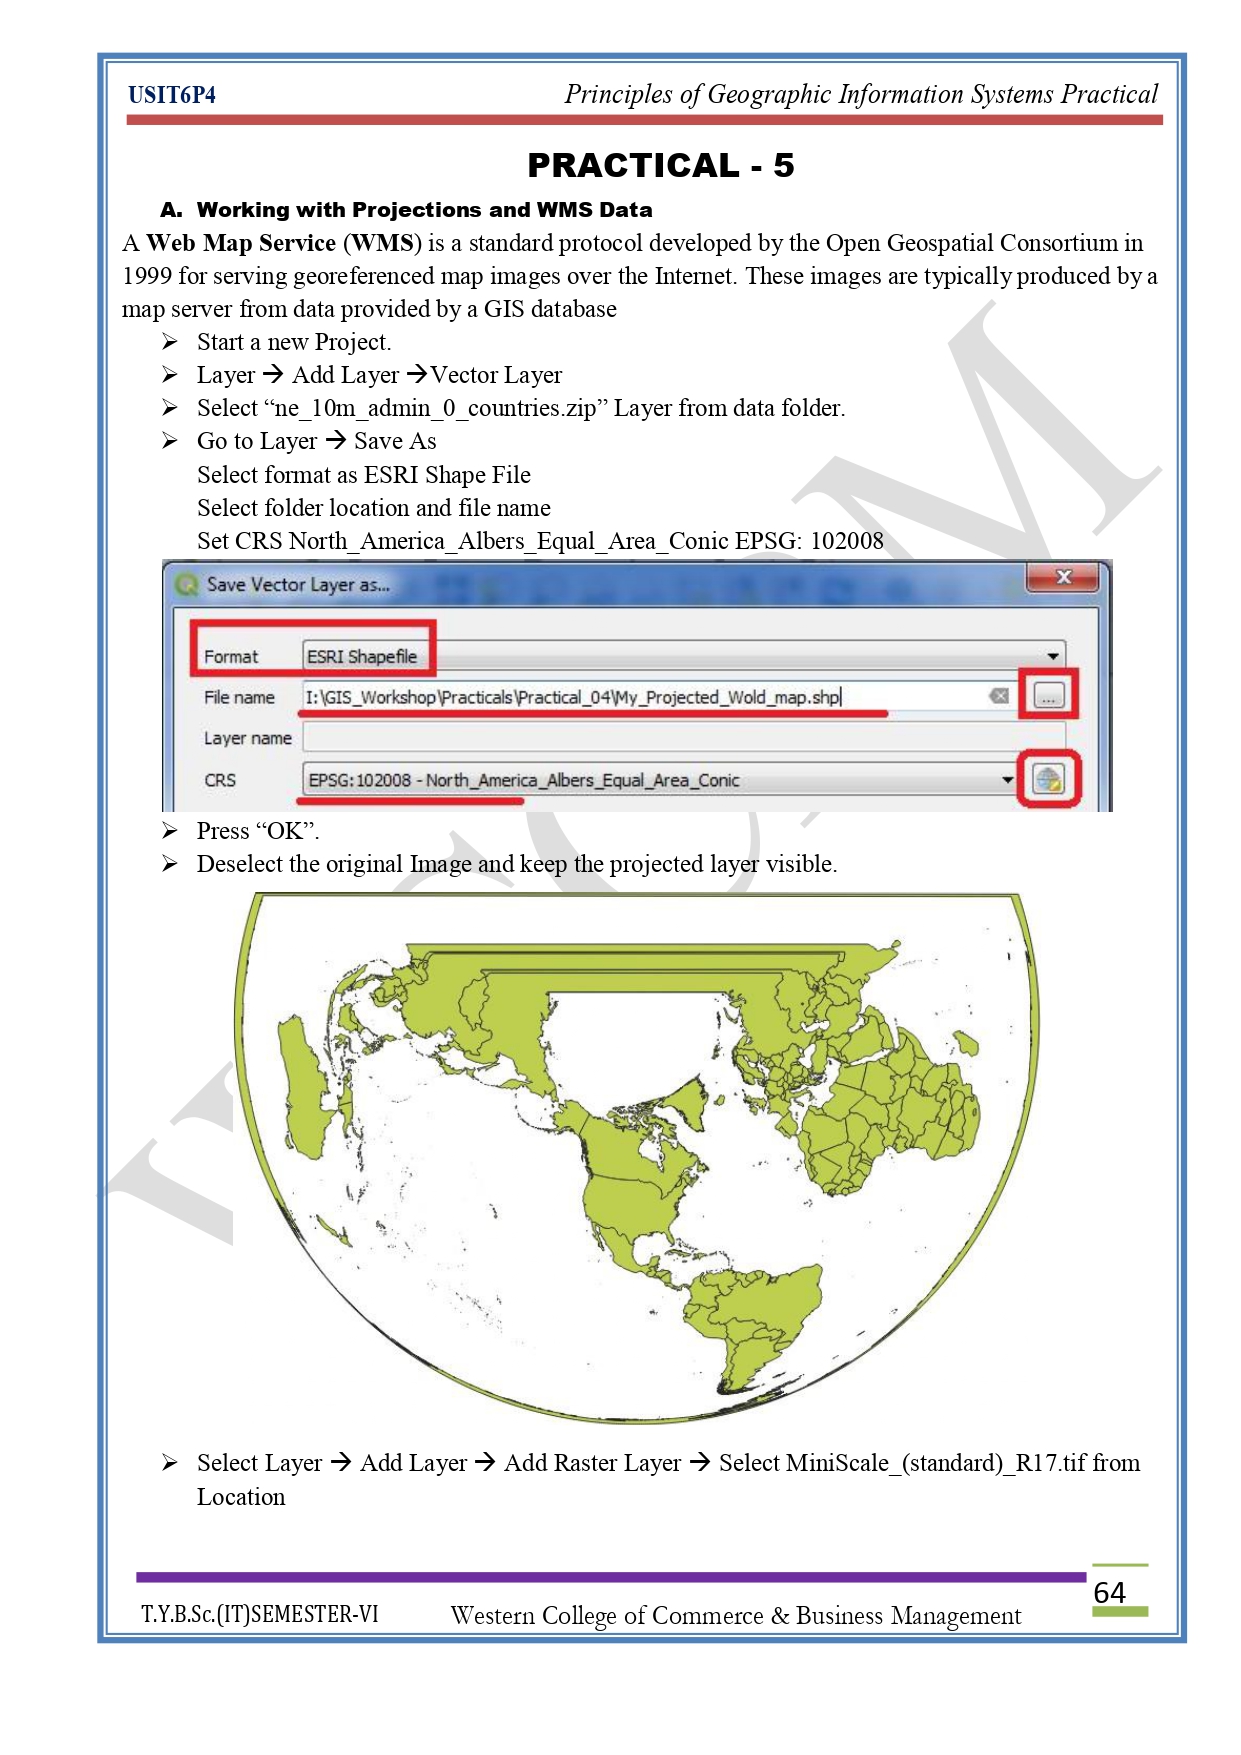 USIT6P4 Principles of Geographic Information Systems Practical
PRACTICAL - 5
A. Working with Projections and WMS Data
A Web Map Service (WMS) is a standard protocol developed by the Open Geospatial Consortium in
1999 for serving georeferenced map images over the Internet. These images are typically produced by a
map server from data provided by a GIS database
➢ Start a new Project.
➢ Layer → Add Layer →Vector Layer
➢ Select “ne_10m_admin_0_countries.zip” Layer from data folder.
➢ Go to Layer → Save As
Select format as ESRI Shape File
Select folder location and file name
Set CRS North_America_Albers_Equal_Area_Conic EPSG: 102008
Save Vector Layer as...
Format ESRI Shapefile
File name I:\GIS_Workshop\Practicals\Practical_04\My_Projected_Wold_map.shp ...
Layer name
CRS EPSG:102008 - North_America_Albers_Equal_Area_Conic
➢ Press “OK”.
➢ Deselect the original Image and keep the projected layer visible.
➢ Select Layer → Add Layer → Add Raster Layer → Select MiniScale_(standard)_R17.tif from
Location
64
T.Y.B.Sc.(IT)SEMESTER-VI Western College of Commerce & Business Management